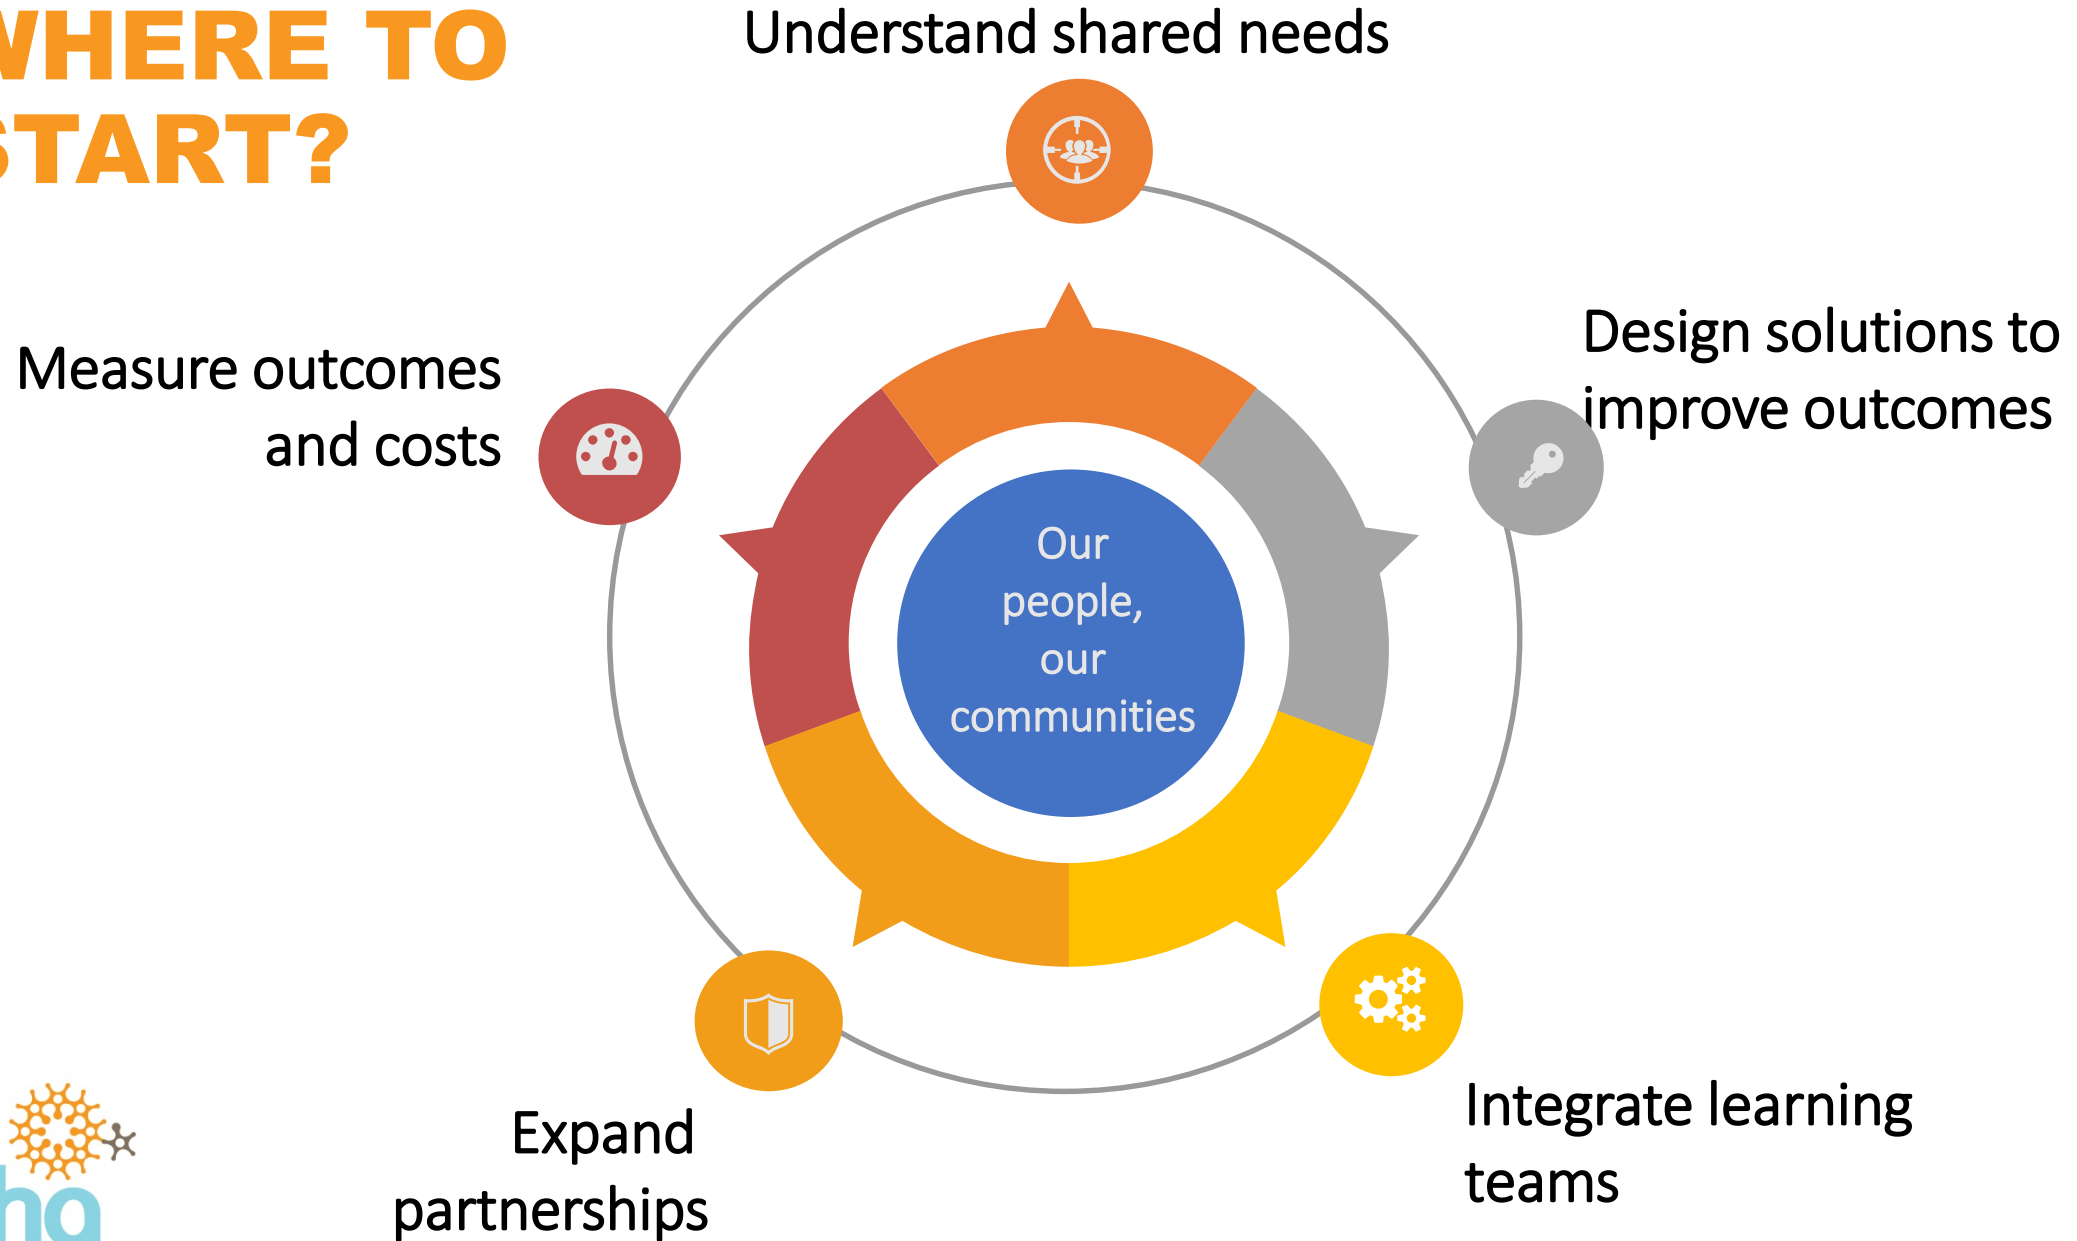 WHERE TO
START?
Understand shared needs
Design solutions to
improve outcomes
Measure outcomes
and costs
Our
people,
our
communities
Integrate learning
teams
Expand
partnerships